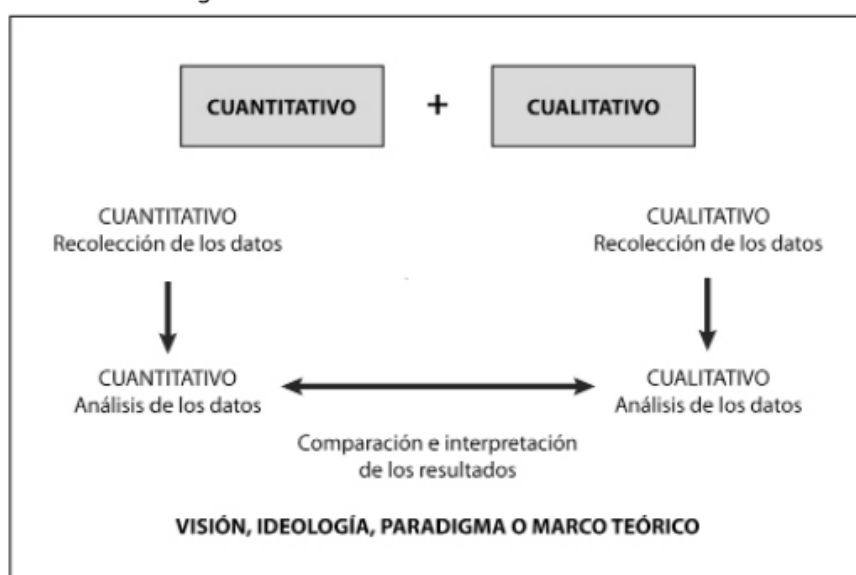 CUANTITATIVO + CUALITATIVO
CUANTITATIVO
Recolección de los datos
CUALITATIVO
Recolección de los datos
CUANTITATIVO
Análisis de los datos
CUALITATIVO
Análisis de los datos
Comparación e interpretación
de los resultados
VISIÓN, IDEOLOGÍA, PARADIGMA O MARCO TEÓRICO